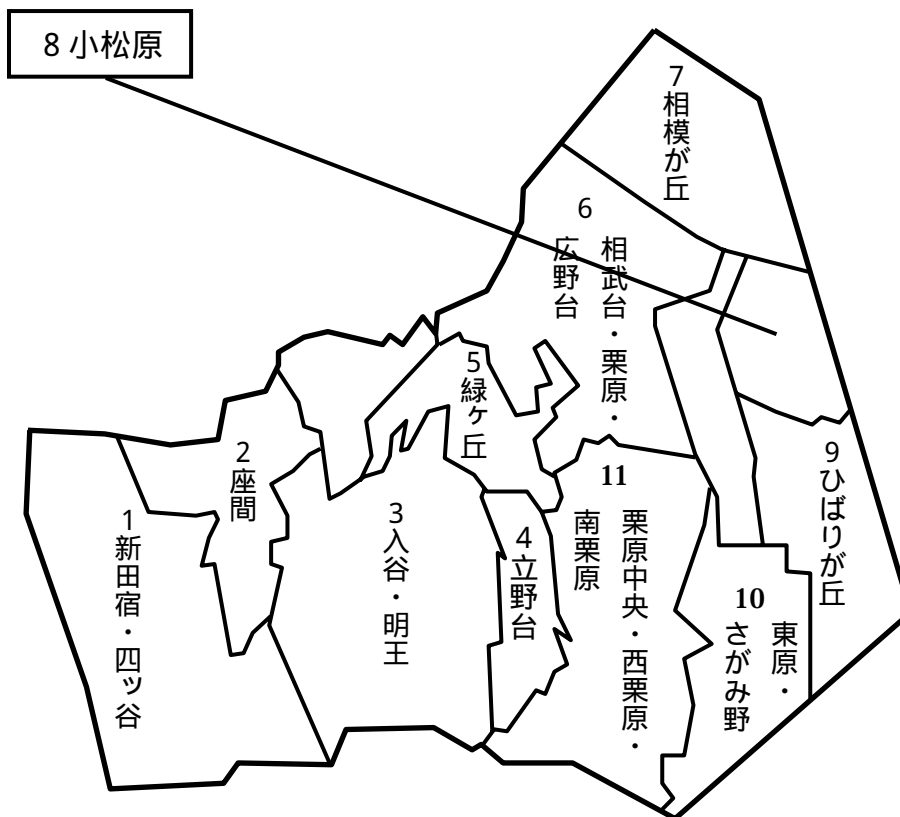 8 小松原
7 相模が丘
6
相武台・栗原・
広野台
5 緑ヶ丘
2 座間
9 ひばりが丘
11
栗原中央・西栗原・
南栗原
3 入谷・明王
1 新田宿・四ッ谷
4 立野台
10
東原・
さがみ野